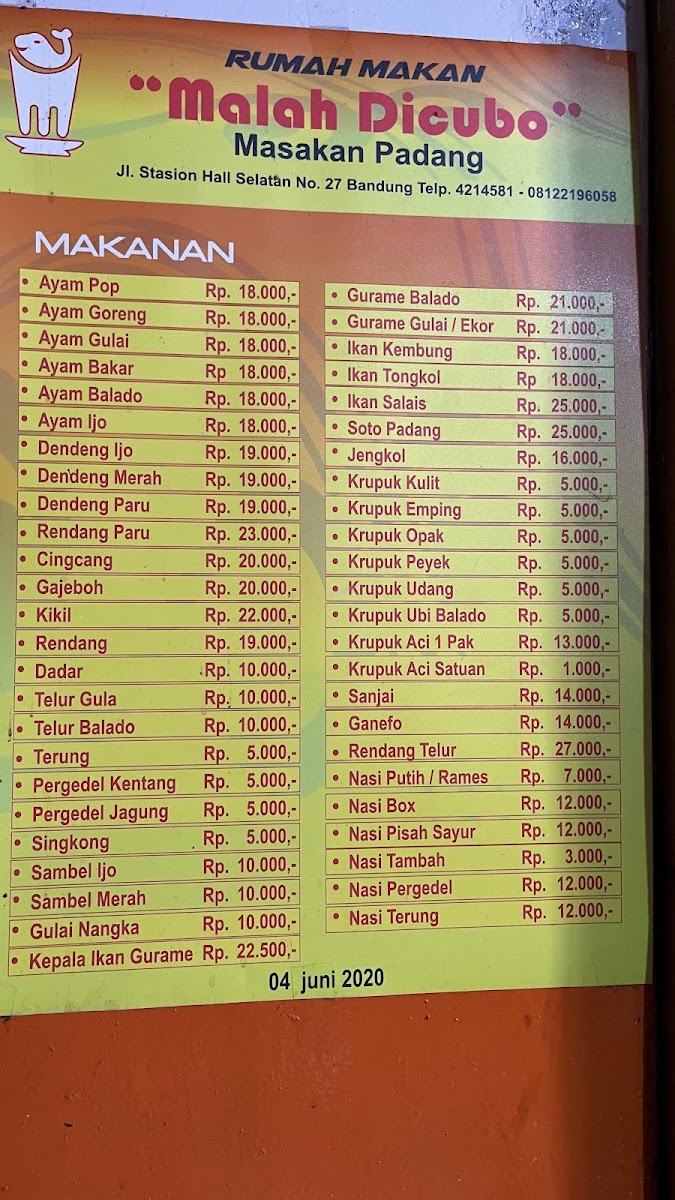 RUMAH MAKAN
"Malah Dicubo"
Masakan Padang
Jl. Stasion Hall Selatan No. 27 Bandung Telp. 4214581 - 08122196058
MAKANAN
• Ayam Pop Rp. 18.000,-
• Ayam Goreng Rp. 18.000,-
• Ayam Gulai Rp. 18.000,-
• Ayam Bakar Rp 18.000,-
• Ayam Balado Rp. 18.000,-
• Ayam Ijo Rp. 18.000,-
• Dendeng Ijo Rp. 19.000,-
• Dendeng Merah Rp. 19.000,-
• Dendeng Paru Rp. 19.000,-
• Rendang Paru Rp. 23.000,-
• Cingcang Rp. 20.000,-
• Gajeboh Rp. 20.000,-
• Kikil Rp. 22.000,-
• Rendang Rp. 19.000,-
• Dadar Rp. 10.000,-
• Telur Gula Rp. 10.000,-
• Telur Balado Rp. 10.000,-
• Terung Rp. 5.000,-
• Pergedel Kentang Rp. 5.000,-
• Pergedel Jagung Rp. 5.000,-
• Singkong Rp. 5.000,-
• Sambel Ijo Rp. 10.000,-
• Sambel Merah Rp. 10.000,-
• Gulai Nangka Rp. 10.000,-
• Kepala Ikan Gurame Rp. 22.500,-
• Gurame Balado Rp. 21.000,-
• Gurame Gulai / Ekor Rp. 21.000,-
• Ikan Kembung Rp. 18.000,-
• Ikan Tongkol Rp 18.000,-
• Ikan Salais Rp. 25.000,-
• Soto Padang Rp. 25.000,-
• Jengkol Rp. 16.000,-
• Krupuk Kulit Rp. 5.000,-
• Krupuk Emping Rp. 5.000,-
• Krupuk Opak Rp. 5.000,-
• Krupuk Peyek Rp. 5.000,-
• Krupuk Udang Rp. 5.000,-
• Krupuk Ubi Balado Rp. 5.000,-
• Krupuk Aci 1 Pak Rp. 13.000,-
• Krupuk Aci Satuan Rp. 1.000,-
• Sanjai Rp. 14.000,-
• Ganefo Rp. 14.000,-
• Rendang Telur Rp. 27.000,-
• Nasi Putih / Rames Rp. 7.000,-
• Nasi Box Rp. 12.000,-
• Nasi Pisah Sayur Rp. 12.000,-
• Nasi Tambah Rp. 3.000,-
• Nasi Pergedel Rp. 12.000,-
• Nasi Terung Rp. 12.000,-
04 juni 2020